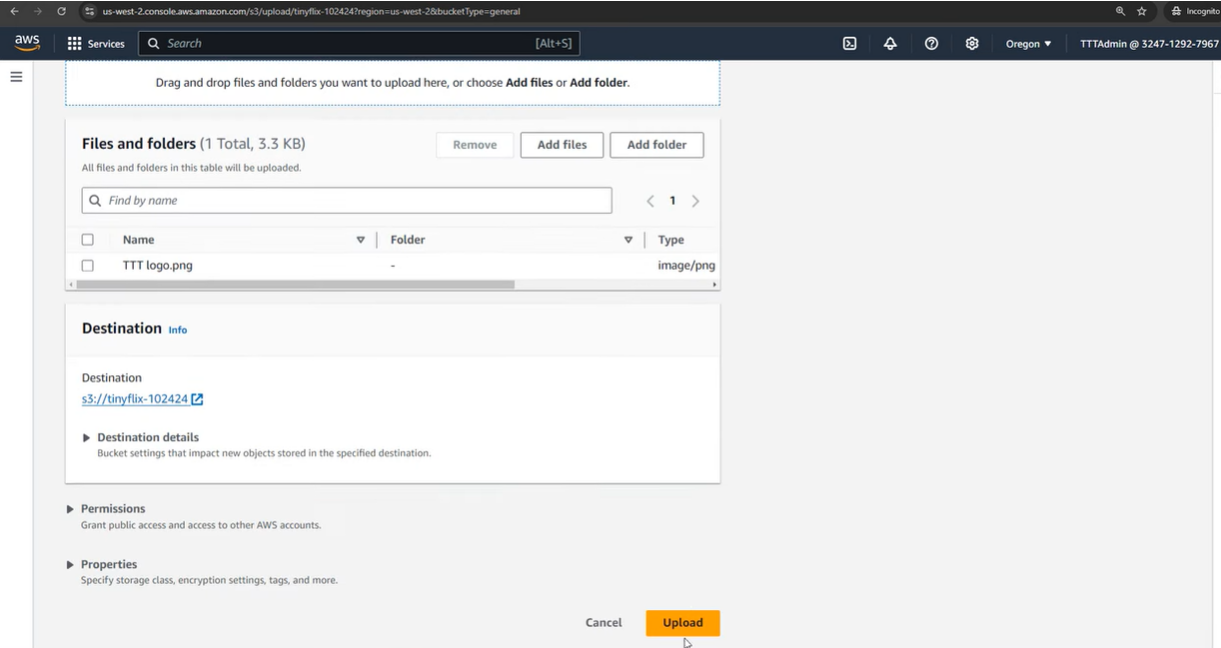 us-west-2.console.aws.amazon.com/s3/upload/tinyflix-102424?region=us-west-2&bucketType=general
Incognito
aws
Services
Search
[Alt+S]
Oregon
TTTAdmin @ 3247-1292-7967
Drag and drop files and folders you want to upload here, or choose Add files or Add folder.
Files and folders (1 Total, 3.3 KB)
Remove
Add files
Add folder
All files and folders in this table will be uploaded.
Find by name
1
Name
Folder
Type
TTT logo.png
-
image/png
Destination Info
Destination
s3://tinyflix-102424
Destination details
Bucket settings that impact new objects stored in the specified destination.
Permissions
Grant public access and access to other AWS accounts.
Properties
Specify storage class, encryption settings, tags, and more.
Cancel
Upload